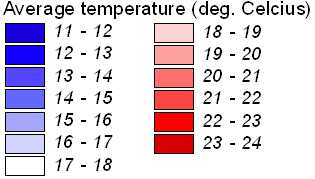 Average temperature (deg. Celcius)
11 - 12
12 - 13
13 - 14
14 - 15
15 - 16
16 - 17
17 - 18
18 - 19
19 - 20
20 - 21
21 - 22
22 - 23
23 - 24